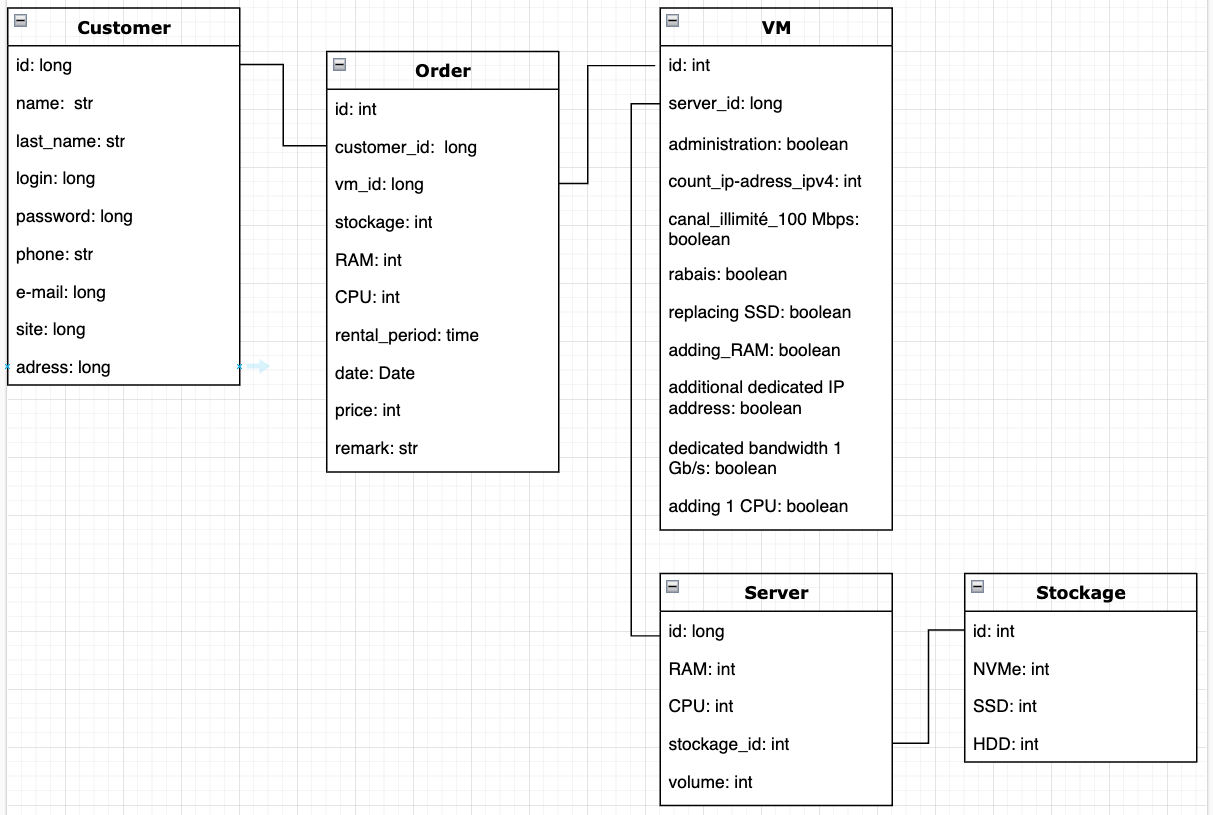 Customer
id: long
name:  str
last_name: str
login: long
password: long
phone: str
e-mail: long
site: long
adress: long
Order
id: int
customer_id:  long
vm_id: long
stockage: int
RAM: int
CPU: int
rental_period: time
date: Date
price: int
remark: str
VM
id: int
server_id: long
administration: boolean
count_ip-adress_ipv4: int
canal_illimité_100 Mbps:
boolean
rabais: boolean
replacing SSD: boolean
adding_RAM: boolean
additional dedicated IP
address: boolean
dedicated bandwidth 1
Gb/s: boolean
adding 1 CPU: boolean
Server
id: long
RAM: int
CPU: int
stockage_id: int
volume: int
Stockage
id: int
NVMe: int
SSD: int
HDD: int